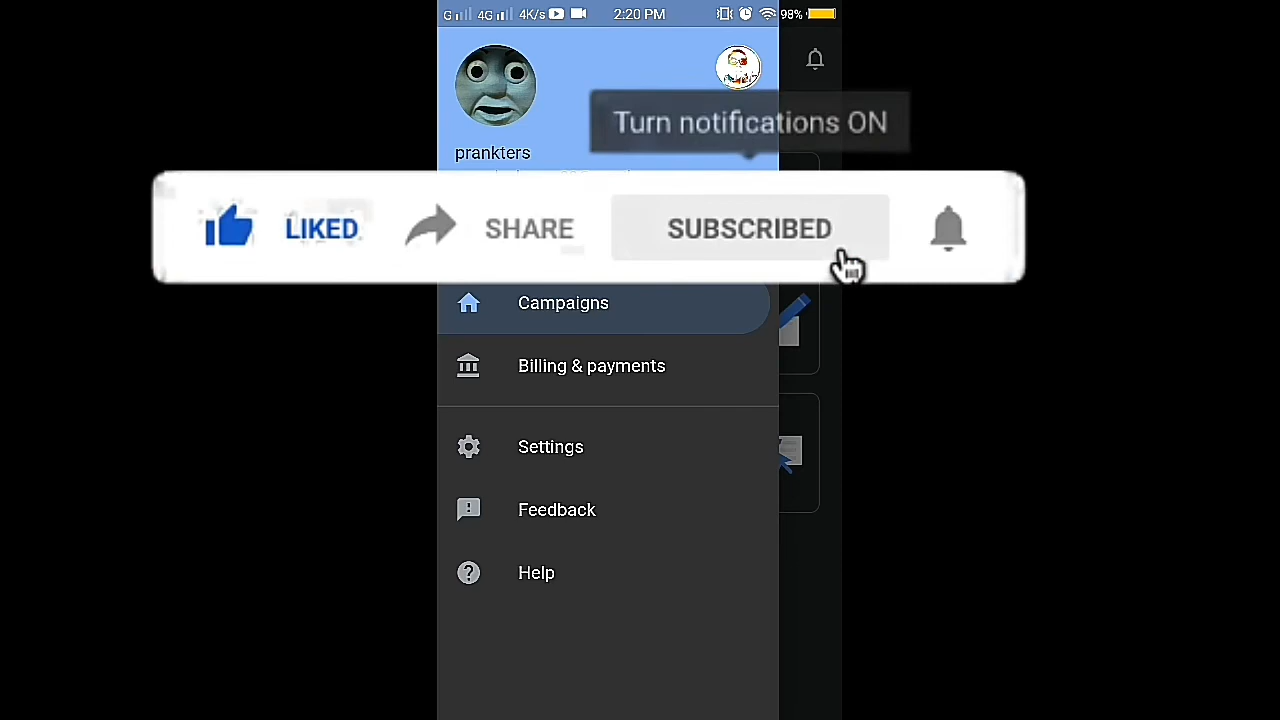 G 4G 4K/s 2:20 PM 98%
Turn notifications ON
prankters
LIKED SHARE SUBSCRIBED
Campaigns
Billing & payments
Settings
Feedback
Help